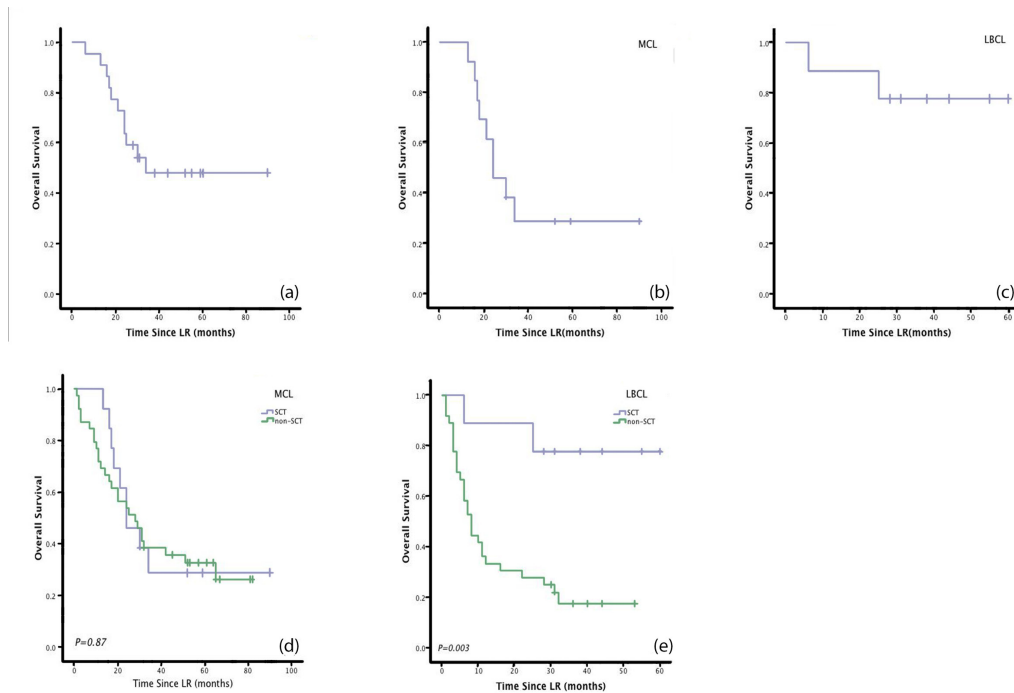 1.0
0.8
0.6
0.4
0.2
0.0
Overall Survival
0 20 40 60 80 100
Time Since LR (months)
(a)
MCL
1.0
0.8
0.6
0.4
0.2
0.0
Overall Survival
0 20 40 60 80 100
Time Since LR(months)
(b)
LBCL
1.0
0.8
0.6
0.4
0.2
0.0
Overall Survival
0 10 20 30 40 50 60
Time Since LR(months)
(c)
MCL
SCT
non-SCT
1.0
0.8
0.6
0.4
0.2
0.0
Overall Survival
P=0.87
0 20 40 60 80 100
Time Since LR (months)
(d)
LBCL
SCT
non-SCT
1.0
0.8
0.6
0.4
0.2
0.0
Overall Survival
P=0.003
0 10 20 30 40 50 60
Time Since LR (months)
(e)